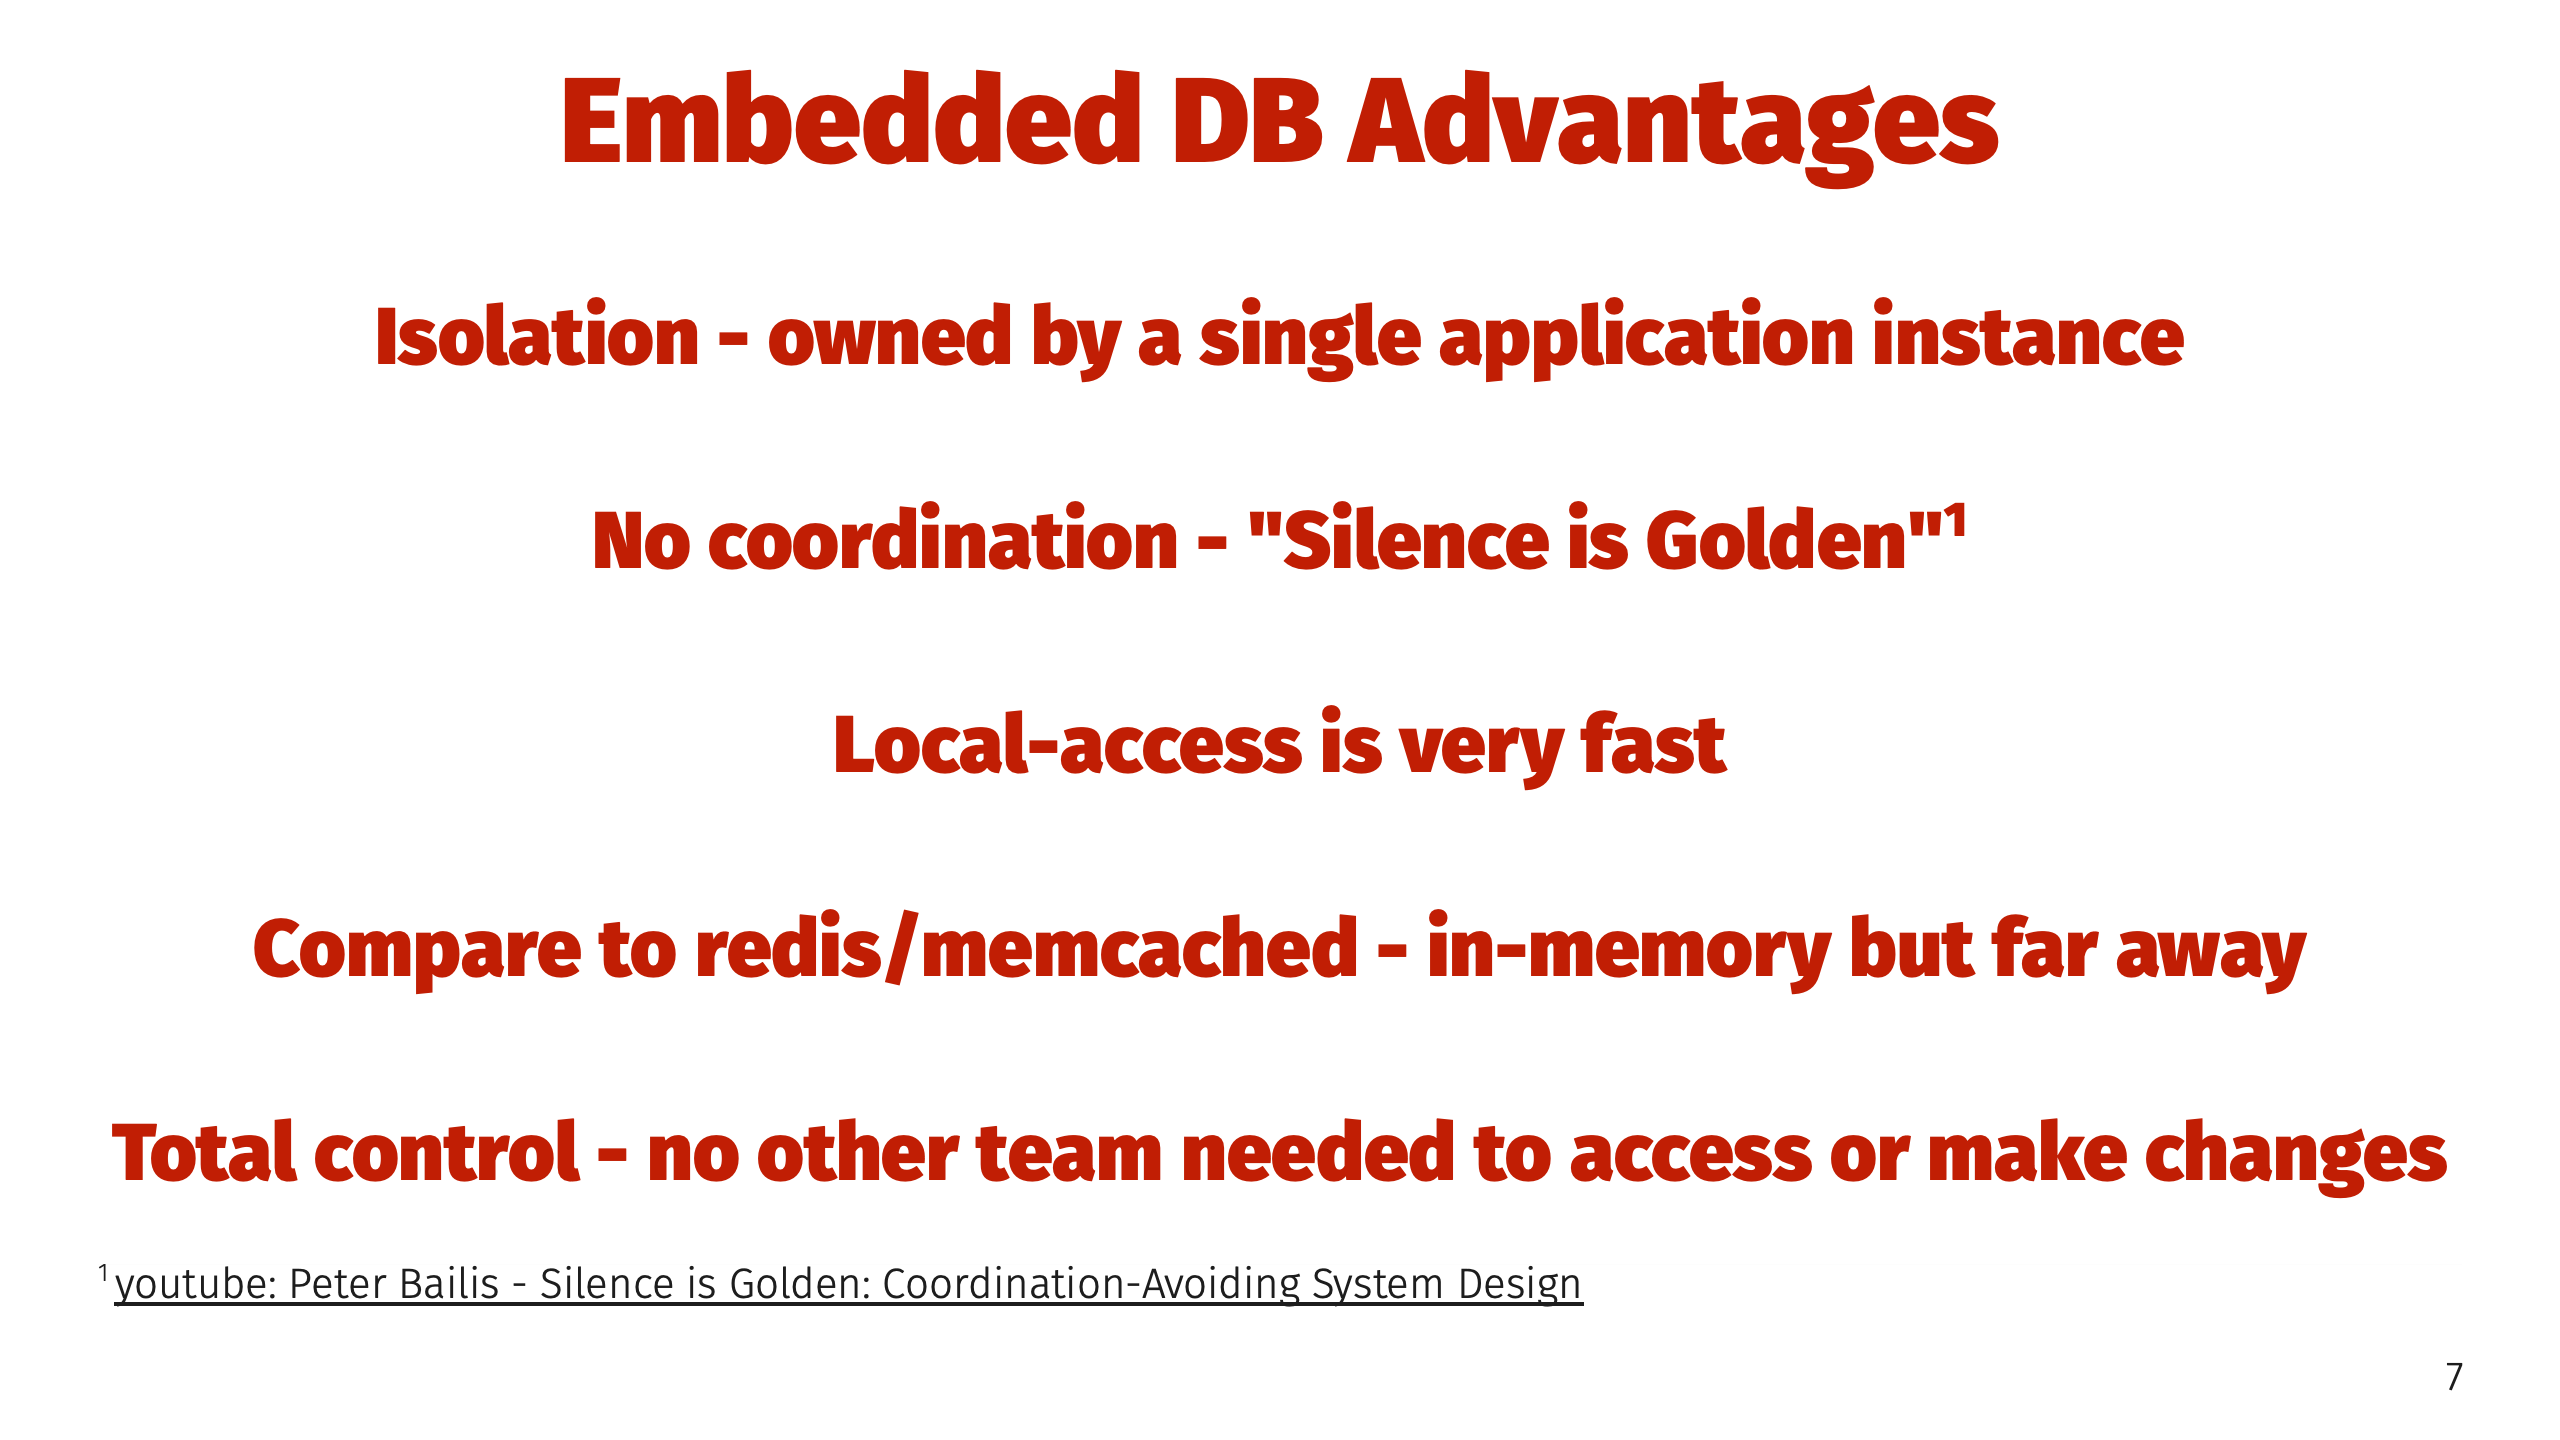 Embedded DB Advantages
Isolation - owned by a single application instance
No coordination - "Silence is Golden"¹
Local-access is very fast
Compare to redis/memcached - in-memory but far away
Total control - no other team needed to access or make changes
¹ youtube: Peter Bailis - Silence is Golden: Coordination-Avoiding System Design
7